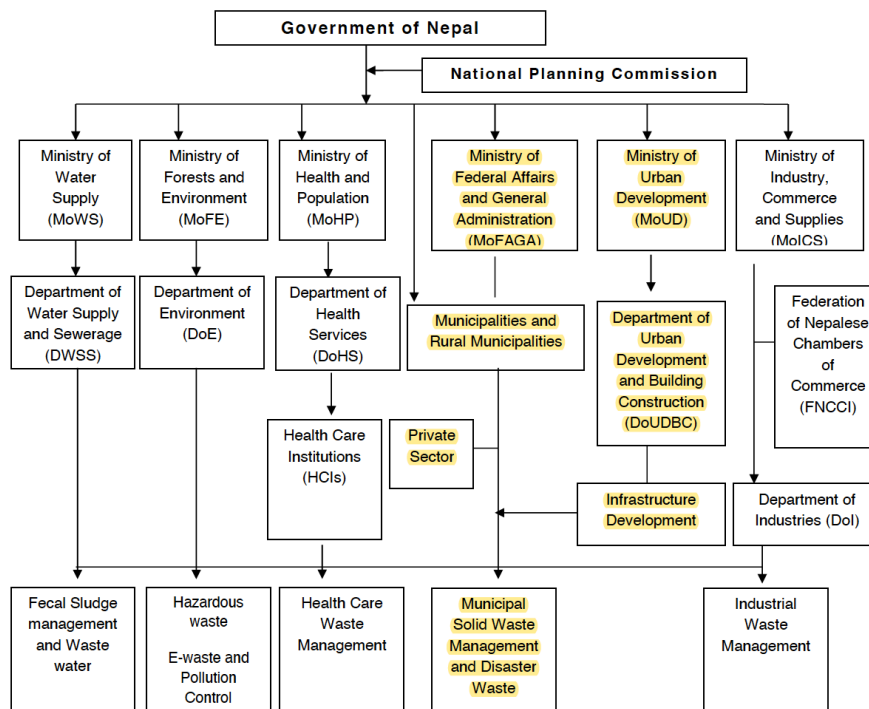 Government of Nepal
National Planning Commission
Ministry of
Water
Supply
(MoWS)
Ministry of
Forests and
Environment
(MoFE)
Ministry of
Health and
Population
(MoHP)
Ministry of
Federal Affairs
and General
Administration
(MoFAGA)
Ministry of
Urban
Development
(MoUD)
Ministry of
Industry,
Commerce
and Supplies
(MoICS)
Department of
Water Supply
and Sewerage
(DWSS)
Department of
Environment
(DoE)
Department of
Health
Services
(DoHS)
Municipalities and
Rural Municipalities
Department of
Urban
Development
and Building
Construction
(DoUDBC)
Federation
of Nepalese
Chambers
of
Commerce
(FNCCI)
Health Care
Institutions
(HCIs)
Private
Sector
Infrastructure
Development
Department of
Industries (DoI)
Fecal Sludge
management
and Waste
water
Hazardous
waste
E-waste and
Pollution
Control
Health Care
Waste
Management
Municipal
Solid Waste
Management
and Disaster
Waste
Industrial
Waste
Management